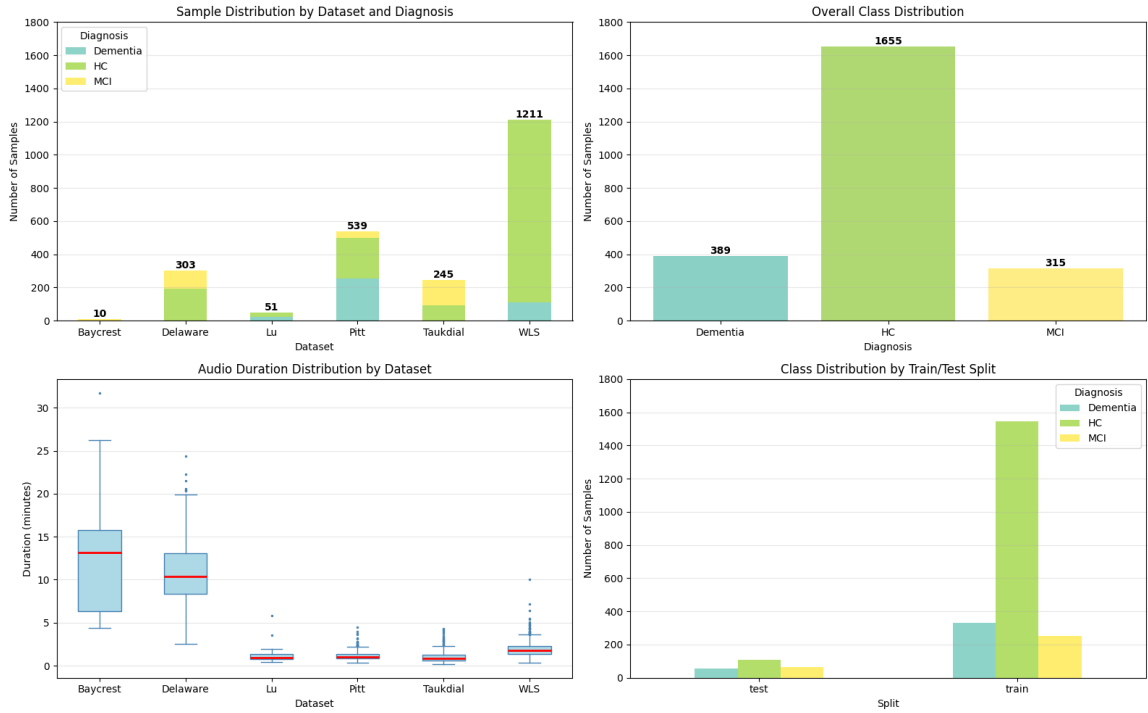 Sample Distribution by Dataset and Diagnosis
Number of Samples
1800
1600
1400
1200
1000
800
600
400
200
0
Diagnosis
Dementia
HC
MCI
10
303
51
539
245
1211
Baycrest Delaware Lu Pitt Taukdial WLS
Dataset
Overall Class Distribution
Number of Samples
1800
1600
1400
1200
1000
800
600
400
200
0
389
1655
315
Dementia HC MCI
Diagnosis
Audio Duration Distribution by Dataset
Duration (minutes)
30
25
20
15
10
5
0
Baycrest Delaware Lu Pitt Taukdial WLS
Dataset
Class Distribution by Train/Test Split
Number of Samples
1800
1600
1400
1200
1000
800
600
400
200
0
Diagnosis
Dementia
HC
MCI
test train
Split